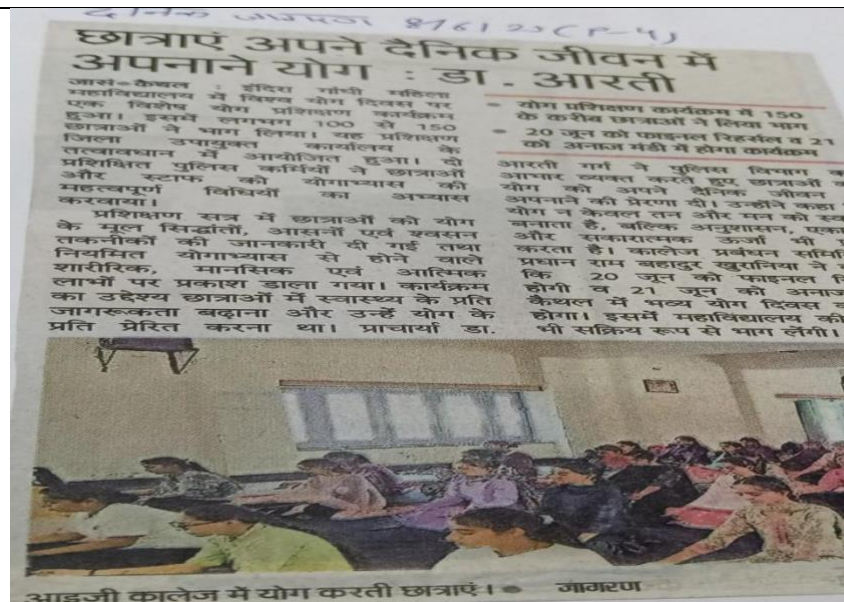 दैनिक जागरण (P-4)
छात्राएं अपने दैनिक जीवन में
अपनाने योग : डा. आरती
जासं●कैथल : इंदिरा गांधी महिला
महाविद्यालय में विश्व योग दिवस पर
एक विशेष योग प्रशिक्षण कार्यक्रम
हुआ। इसमें लगभग 100 से 150
छात्राओं ने भाग लिया। यह प्रशिक्षण
जिला उपायुक्त कार्यालय के
तत्वावधान में आयोजित हुआ। दो
प्रशिक्षित पुलिस कर्मियों ने छात्राओं
और स्टाफ को योगाभ्यास की
महत्वपूर्ण विधियों का अभ्यास
करवाया।
प्रशिक्षण सत्र में छात्राओं को योग
के मूल सिद्धांतों, आसनों एवं श्वसन
तकनीकों की जानकारी दी गई तथा
नियमित योगाभ्यास से होने वाले
शारीरिक, मानसिक एवं आत्मिक
लाभों पर प्रकाश डाला गया। कार्यक्रम
का उद्देश्य छात्राओं में स्वास्थ्य के प्रति
जागरूकता बढ़ाना और उन्हें योग के
प्रति प्रेरित करना था। प्राचार्या डा.
● योग प्रशिक्षण कार्यक्रम में 150
के करीब छात्राओं ने लिया भाग
● 20 जून को फाइनल रिहर्सल व 21
को अनाज मंडी में होगा कार्यक्रम
आरती गर्ग ने पुलिस विभाग
आभार व्यक्त करते हुए छात्राओं
योग को अपने दैनिक जीवन
अपनाने की प्रेरणा दी। उन्होंने कहा
योग न केवल तन और मन को
बनाता है, बल्कि अनुशासन,
और सकारात्मक ऊर्जा भी
करता है। कालेज प्रबंधन
प्रधान राम बहादुर खुरानिया ने
कि 20 जून को फाइनल
होगी व 21 जून को अनाज
कैथल में भव्य योग दिवस
होगा। इसमें महाविद्यालय की
भी सक्रिय रूप से भाग लेंगी।
आइजी कालेज में योग करती छात्राएं। ● जागरण